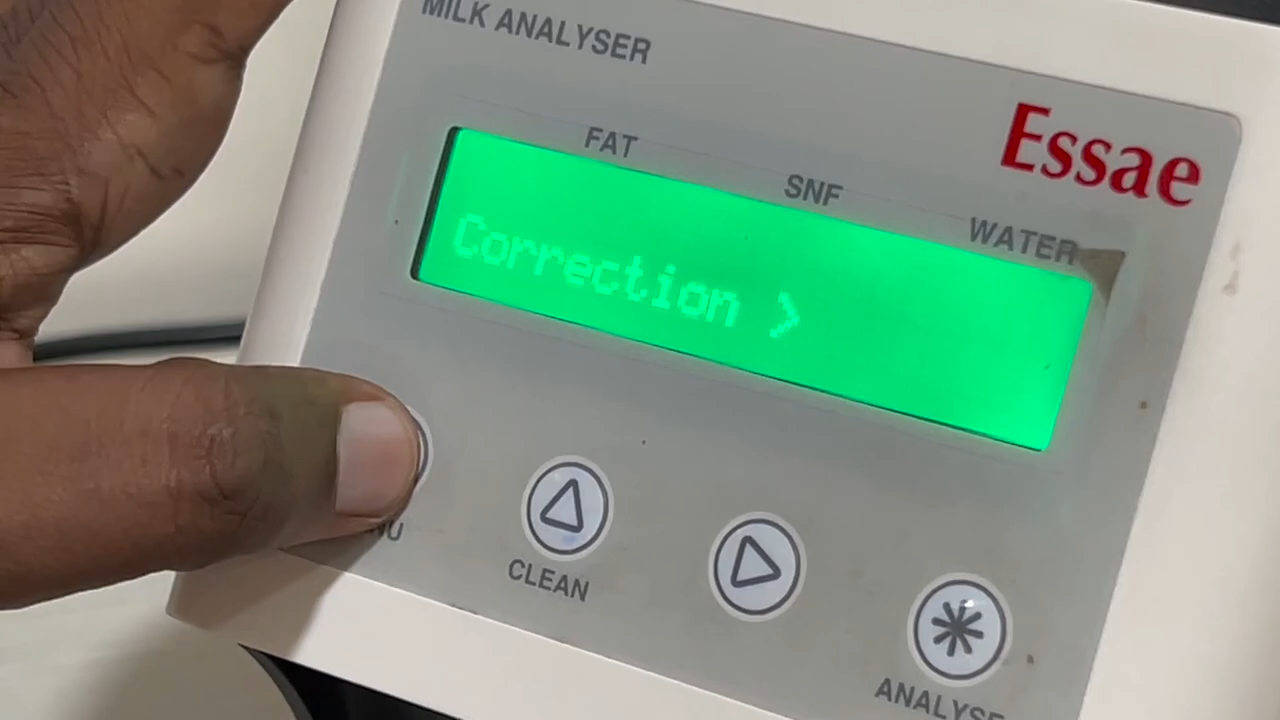 MILK ANALYSER
Essae
FAT
SNF
WATER
Correction >
CLEAN
ANALYSE